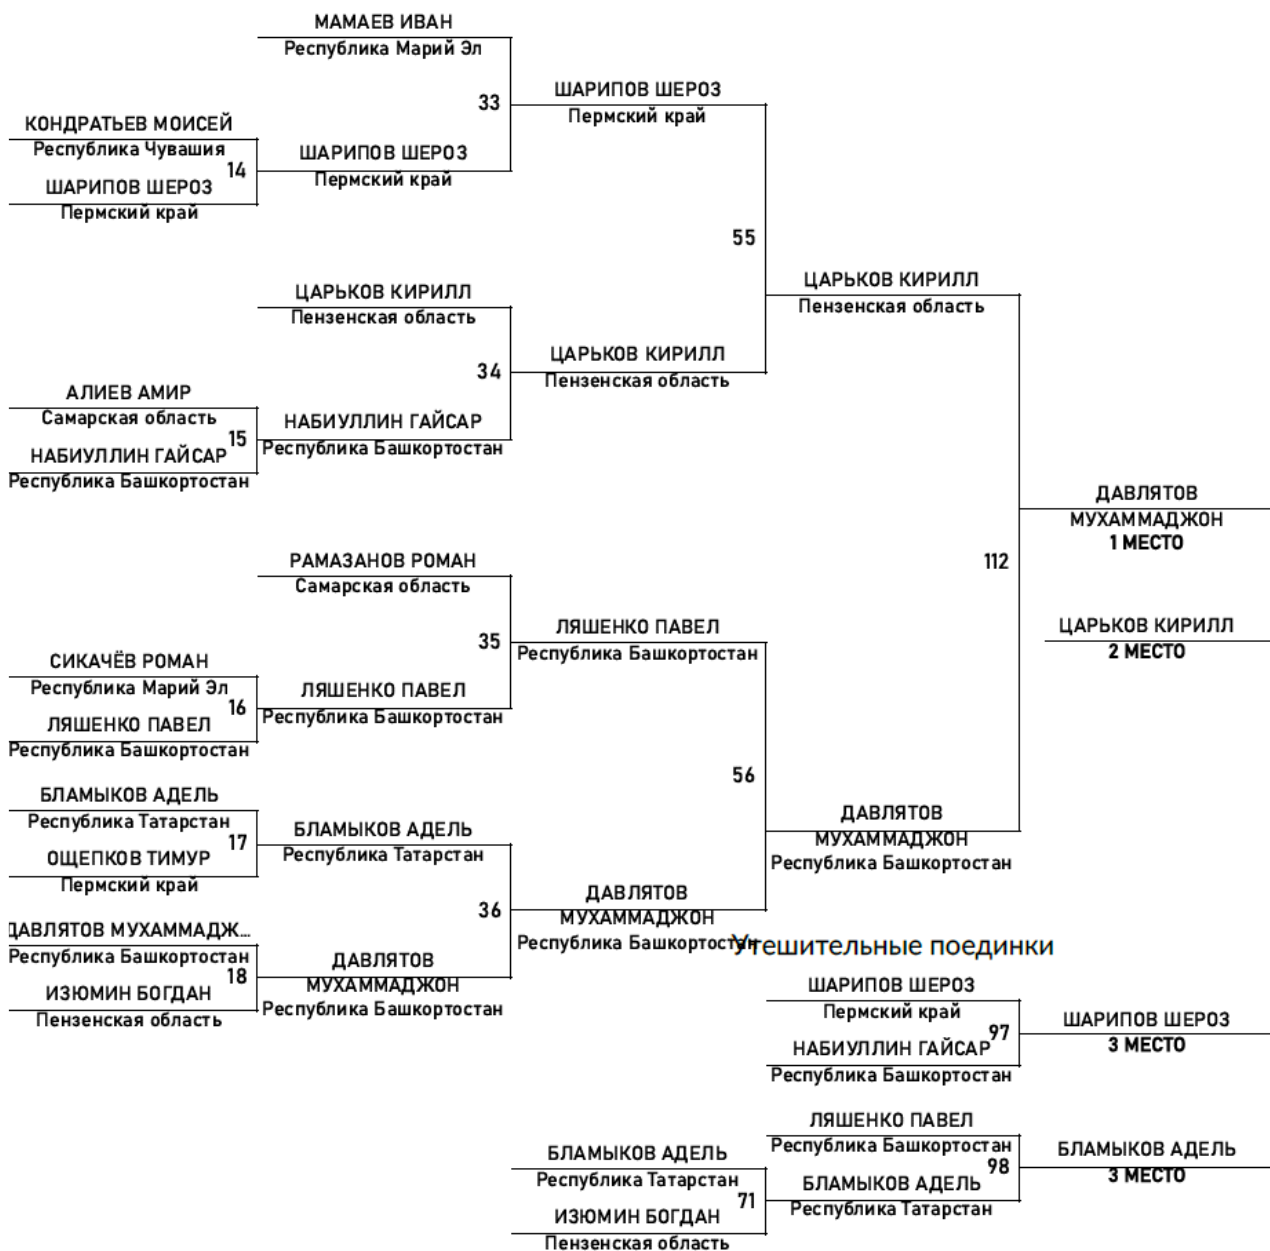 МАМАЕВ ИВАН
Республика Марий Эл
33
ШАРИПОВ ШЕРОЗ
Пермский край
КОНДРАТЬЕВ МОИСЕЙ
Республика Чувашия
14
ШАРИПОВ ШЕРОЗ
Пермский край
ШАРИПОВ ШЕРОЗ
Пермский край
55
ЦАРЬКОВ КИРИЛЛ
Пензенская область
ЦАРЬКОВ КИРИЛЛ
Пензенская область
34
ЦАРЬКОВ КИРИЛЛ
Пензенская область
АЛИЕВ АМИР
Самарская область
15
НАБИУЛЛИН ГАЙСАР
Республика Башкортостан
НАБИУЛЛИН ГАЙСАР
Республика Башкортостан
ДАВЛЯТОВ
МУХАММАДЖОН
1 МЕСТО
112
РАМАЗАНОВ РОМАН
Самарская область
35
ЛЯШЕНКО ПАВЕЛ
Республика Башкортостан
ЦАРЬКОВ КИРИЛЛ
2 МЕСТО
СИКАЧЁВ РОМАН
Республика Марий Эл
16
ЛЯШЕНКО ПАВЕЛ
Республика Башкортостан
ЛЯШЕНКО ПАВЕЛ
Республика Башкортостан
56
БЛАМЫКОВ АДЕЛЬ
Республика Татарстан
17
ОЩЕПКОВ ТИМУР
Пермский край
БЛАМЫКОВ АДЕЛЬ
Республика Татарстан
ДАВЛЯТОВ
МУХАММАДЖОН
Республика Башкортостан
36
ДАВЛЯТОВ
МУХАММАДЖОН
Республика Башкортостан
ДАВЛЯТОВ МУХАММАДЖ...
Республика Башкортостан
18
ИЗЮМИН БОГДАН
Пензенская область
ДАВЛЯТОВ
МУХАММАДЖОН
Республика Башкортостан
Утешительные поединки
ШАРИПОВ ШЕРОЗ
Пермский край
97
НАБИУЛЛИН ГАЙСАР
Республика Башкортостан
ШАРИПОВ ШЕРОЗ
3 МЕСТО
ЛЯШЕНКО ПАВЕЛ
Республика Башкортостан
98
БЛАМЫКОВ АДЕЛЬ
3 МЕСТО
БЛАМЫКОВ АДЕЛЬ
Республика Татарстан
71
БЛАМЫКОВ АДЕЛЬ
Республика Татарстан
ИЗЮМИН БОГДАН
Пензенская область